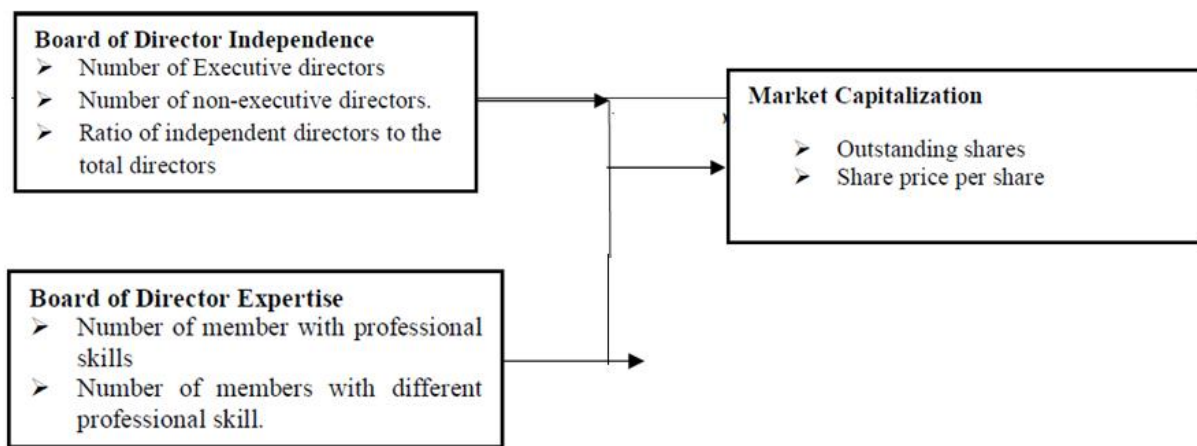 Board of Director Independence
➢ Number of Executive directors
➢ Number of non-executive directors.
➢ Ratio of independent directors to the
total directors
Market Capitalization
➢ Outstanding shares
➢ Share price per share
Board of Director Expertise
➢ Number of member with professional
skills
➢ Number of members with different
professional skill.